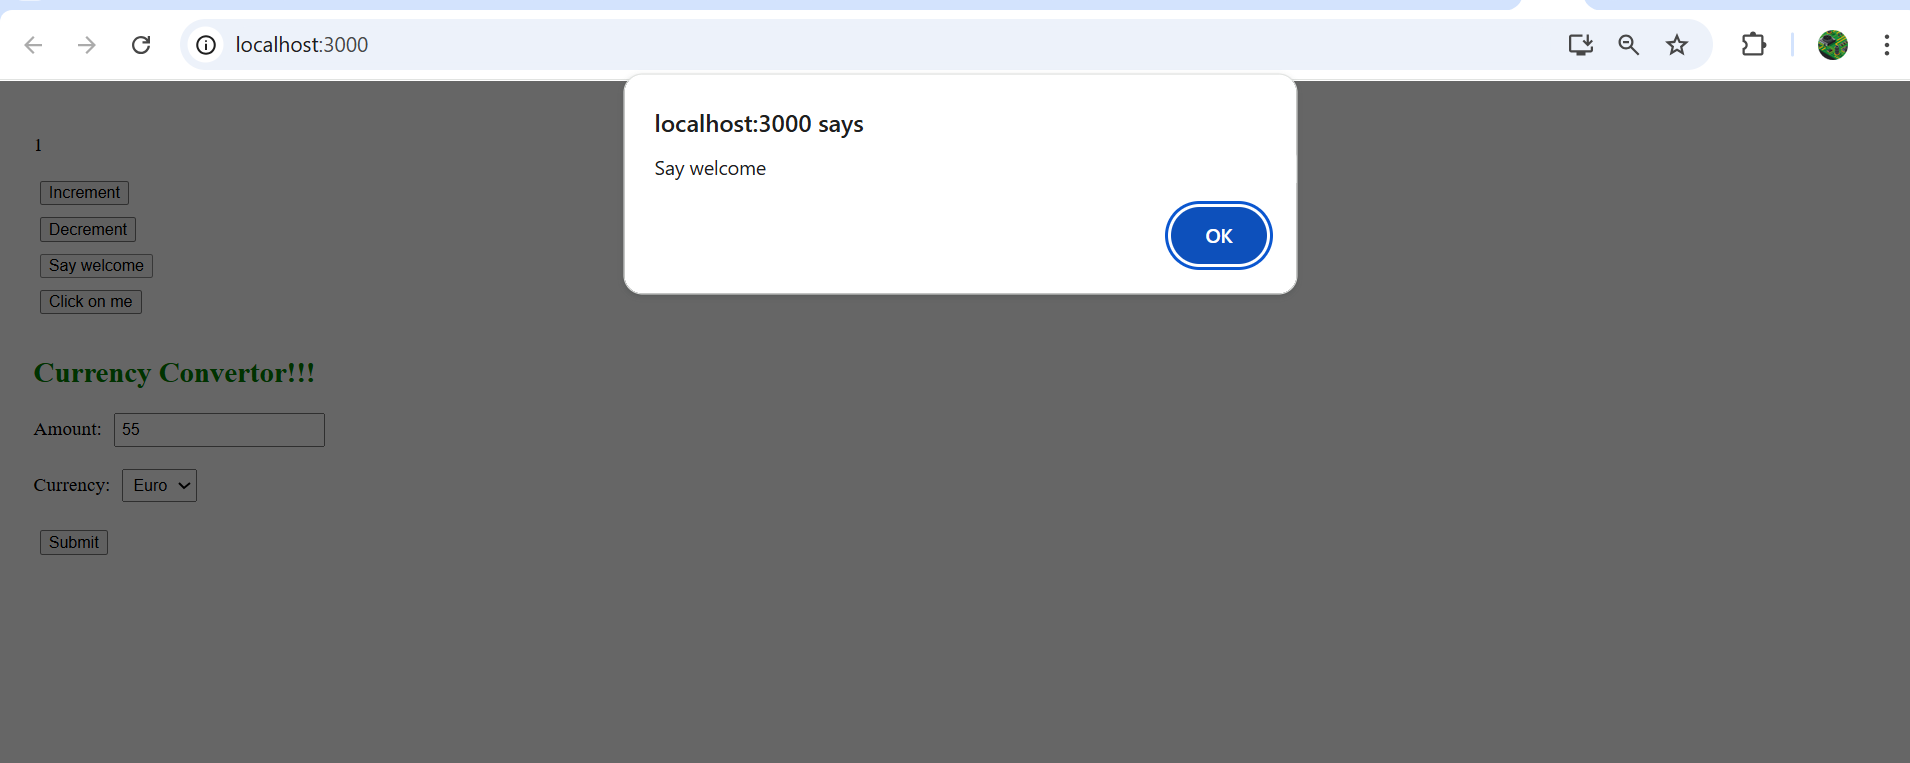 localhost:3000
localhost:3000 says
Say welcome
OK
1
Increment
Decrement
Say welcome
Click on me
Currency Convertor!!!
Amount: 55
Currency: Euro
Submit